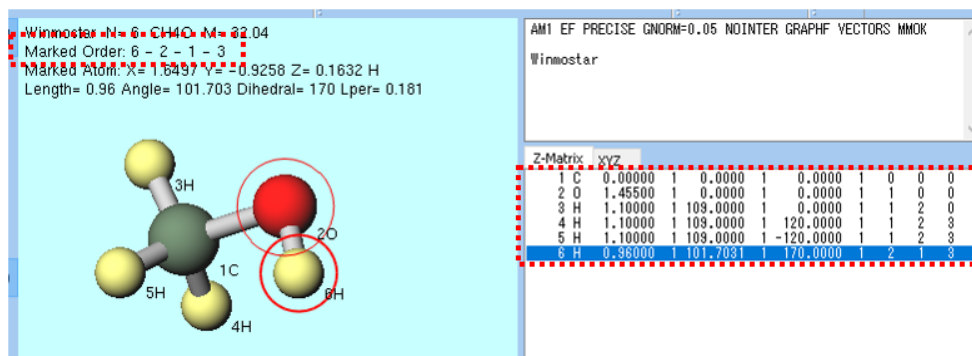 Winmostar N= 6 CH4O M= 32.04
Marked Order: 6 - 2 - 1 - 3
Marked Atom: X= 1.6497 Y= -0.9258 Z= 0.1632 H
Length= 0.96 Angle= 101.703 Dihedral= 170 Lper= 0.181
3H
2O
1C
6H
5H
4H
AM1 EF PRECISE GNORM=0.05 NOINTER GRAPHF VECTORS MMOK
Winmostar
Z-Matrix XYZ
1 C 0.00000 1 0.0000 1 0.0000 1 0 0 0
2 O 1.45500 1 0.0000 1 0.0000 1 1 0 0
3 H 1.10000 1 109.0000 1 0.0000 1 1 2 0
4 H 1.10000 1 109.0000 1 120.0000 1 1 2 3
5 H 1.10000 1 109.0000 1 -120.0000 1 1 2 3
6 H 0.96000 1 101.7031 1 170.0000 1 2 1 3